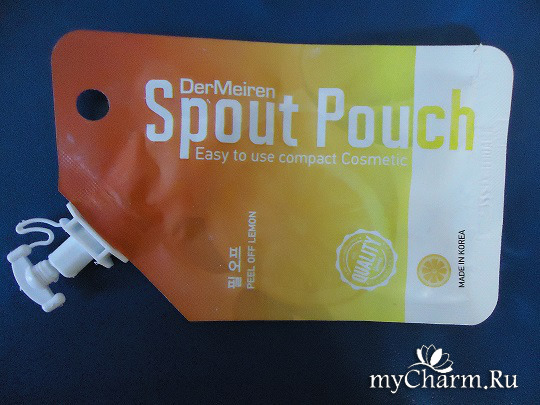 DerMeiren
Spout Pouch
Easy to use compact Cosmetic
필 오프
PEEL OFF LEMON
QUALITY
MADE IN KOREA
myCharm.Ru